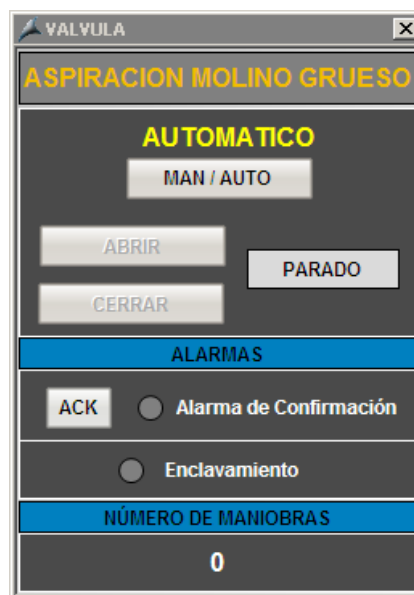 VALVULA
ASPIRACION MOLINO GRUESO
AUTOMATICO
MAN / AUTO
ABRIR
PARADO
CERRAR
ALARMAS
ACK Alarma de Confirmación
Enclavamiento
NÚMERO DE MANIOBRAS
0